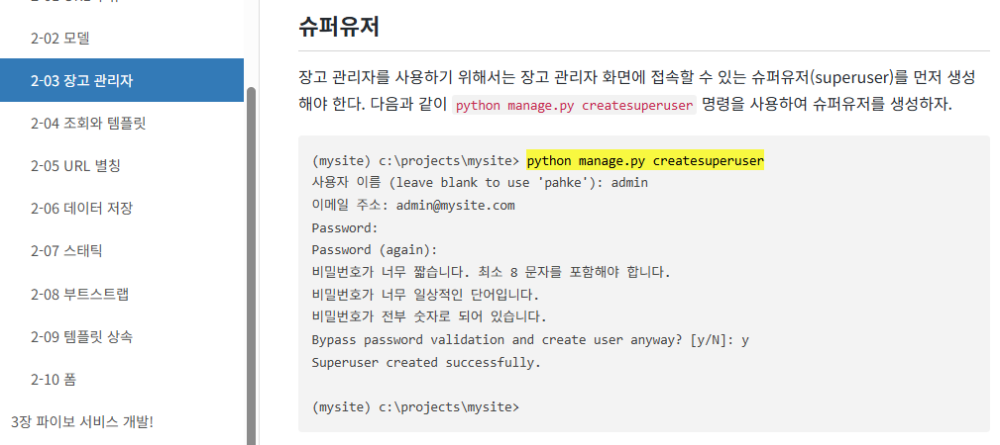 2-02 모델
2-03 장고 관리자
2-04 조회와 템플릿
2-05 URL 별칭
2-06 데이터 저장
2-07 스태틱
2-08 부트스트랩
2-09 템플릿 상속
2-10 폼
3장 파이보 서비스 개발!
슈퍼유저
장고 관리자를 사용하기 위해서는 장고 관리자 화면에 접속할 수 있는 슈퍼유저(superuser)를 먼저 생성
해야 한다. 다음과 같이 python manage.py createsuperuser 명령을 사용하여 슈퍼유저를 생성하자.
(mysite) c:\projects\mysite> python manage.py createsuperuser
사용자 이름 (leave blank to use 'pahke'): admin
이메일 주소: admin@mysite.com
Password:
Password (again):
비밀번호가 너무 짧습니다. 최소 8 문자를 포함해야 합니다.
비밀번호가 너무 일상적인 단어입니다.
비밀번호가 전부 숫자로 되어 있습니다.
Bypass password validation and create user anyway? [y/N]: y
Superuser created successfully.
(mysite) c:\projects\mysite>